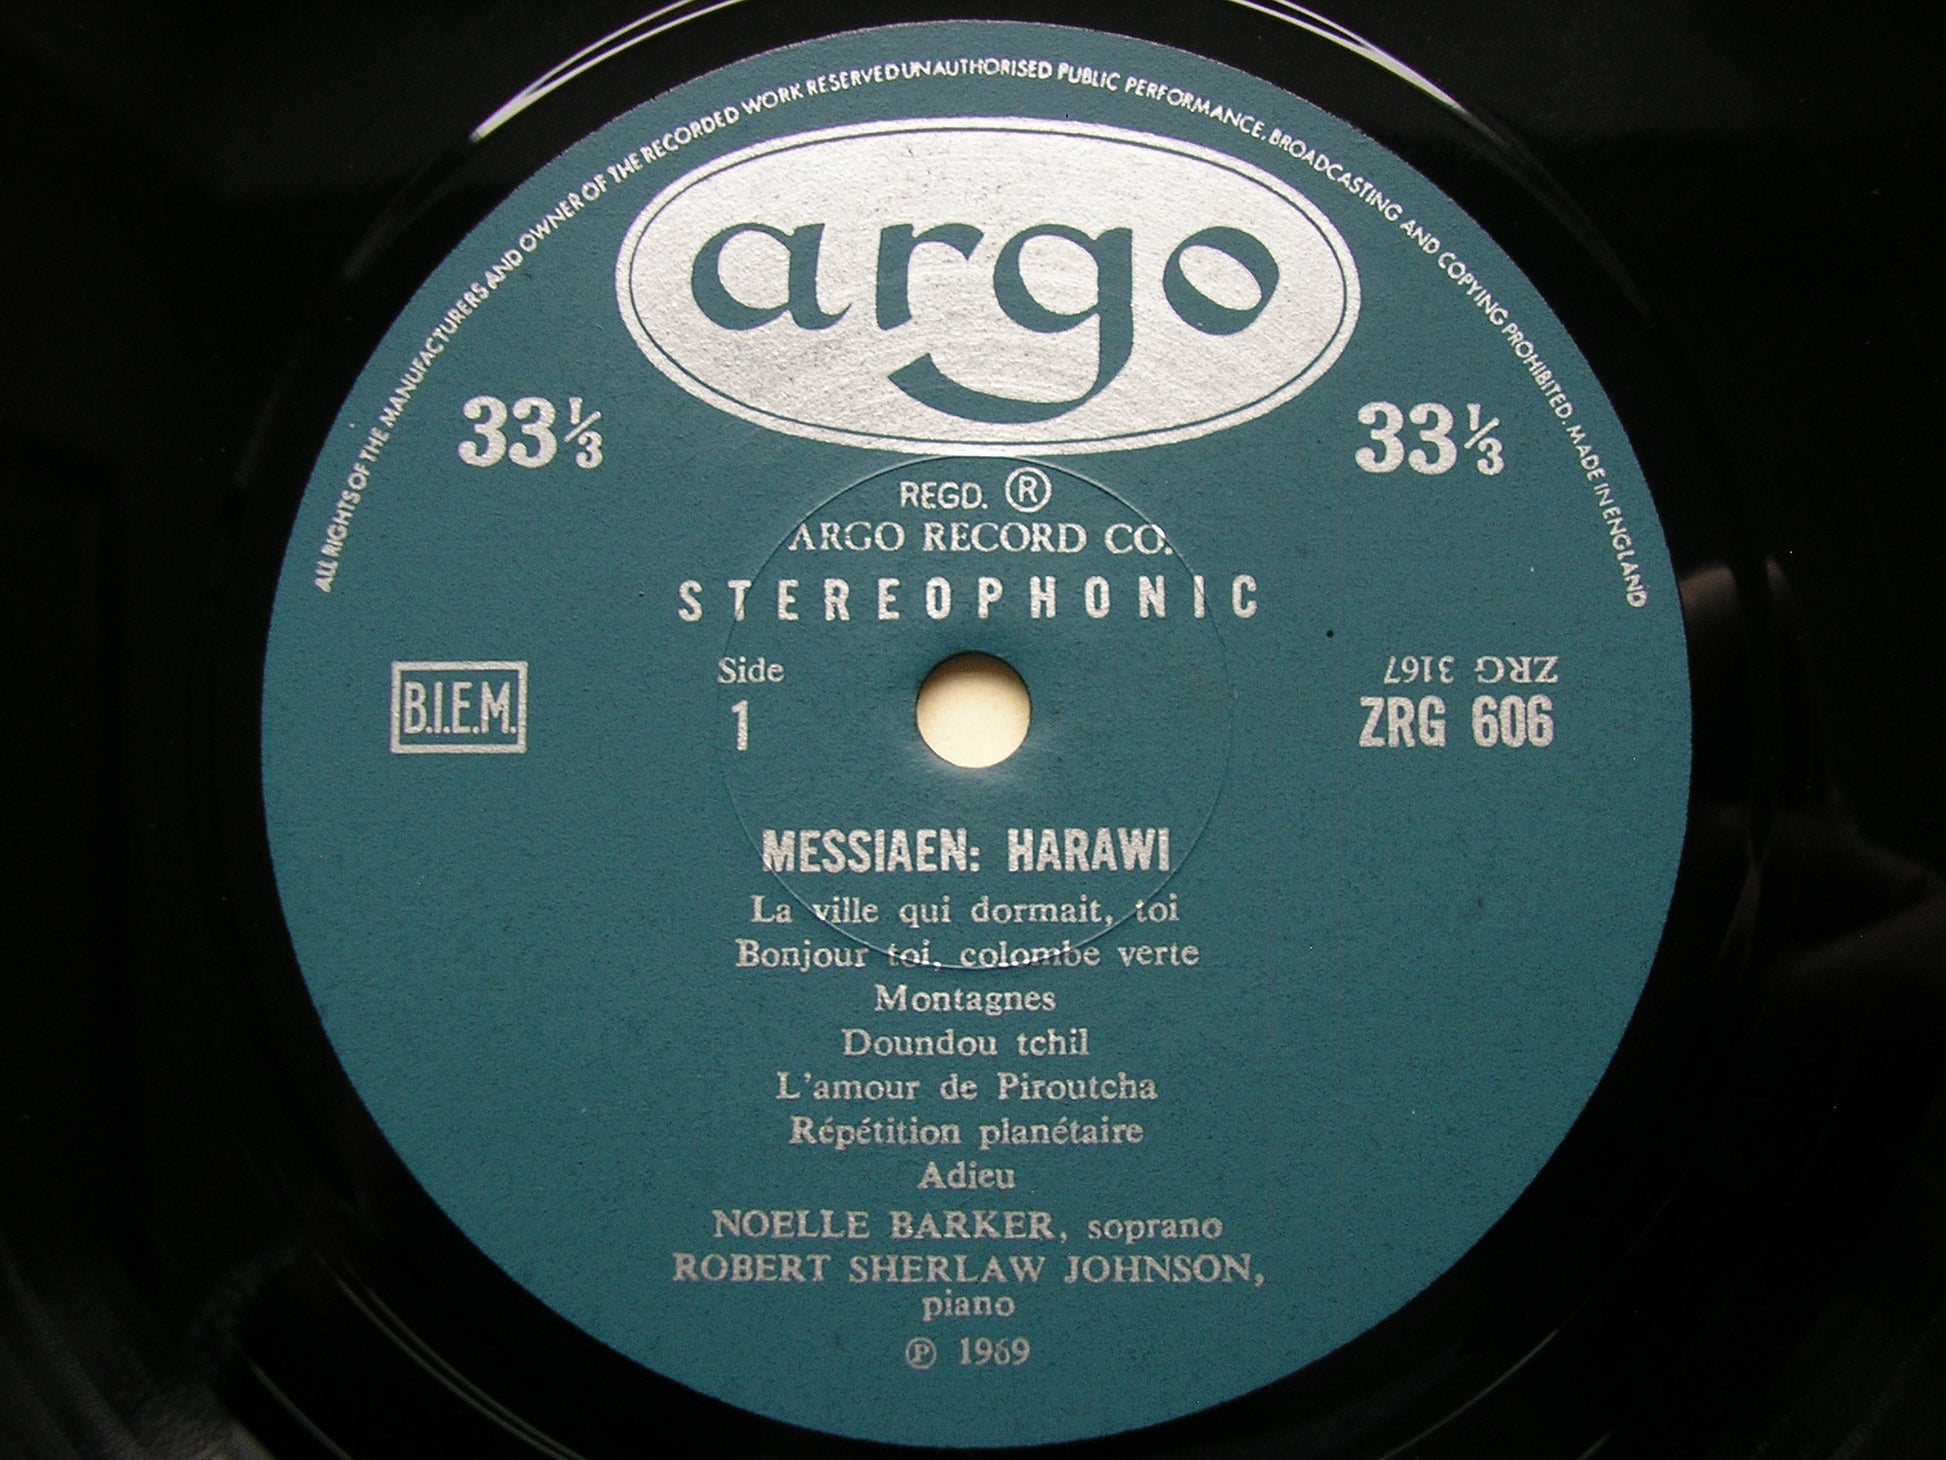 ALL RIGHTS OF THE MANUFACTURERS AND OWNER OF THE RECORDED WORK RESERVED UNAUTHORISED PUBLIC PERFORMANCE, BROADCASTING AND COPYING PROHIBITED. MADE IN ENGLAND
argo
33⅓ 33⅓
REGD. ®
ARGO RECORD CO.
STEREOPHONIC
B.I.E.M.
Side
1
ZRG 3167
ZRG 606
MESSIAEN: HARAWI
La ville qui dormait, toi
Bonjour toi, colombe verte
Montagnes
Doundou tchil
L'amour de Piroutcha
Répétition planétaire
Adieu
NOELLE BARKER, soprano
ROBERT SHERLAW JOHNSON,
piano
℗ 1969